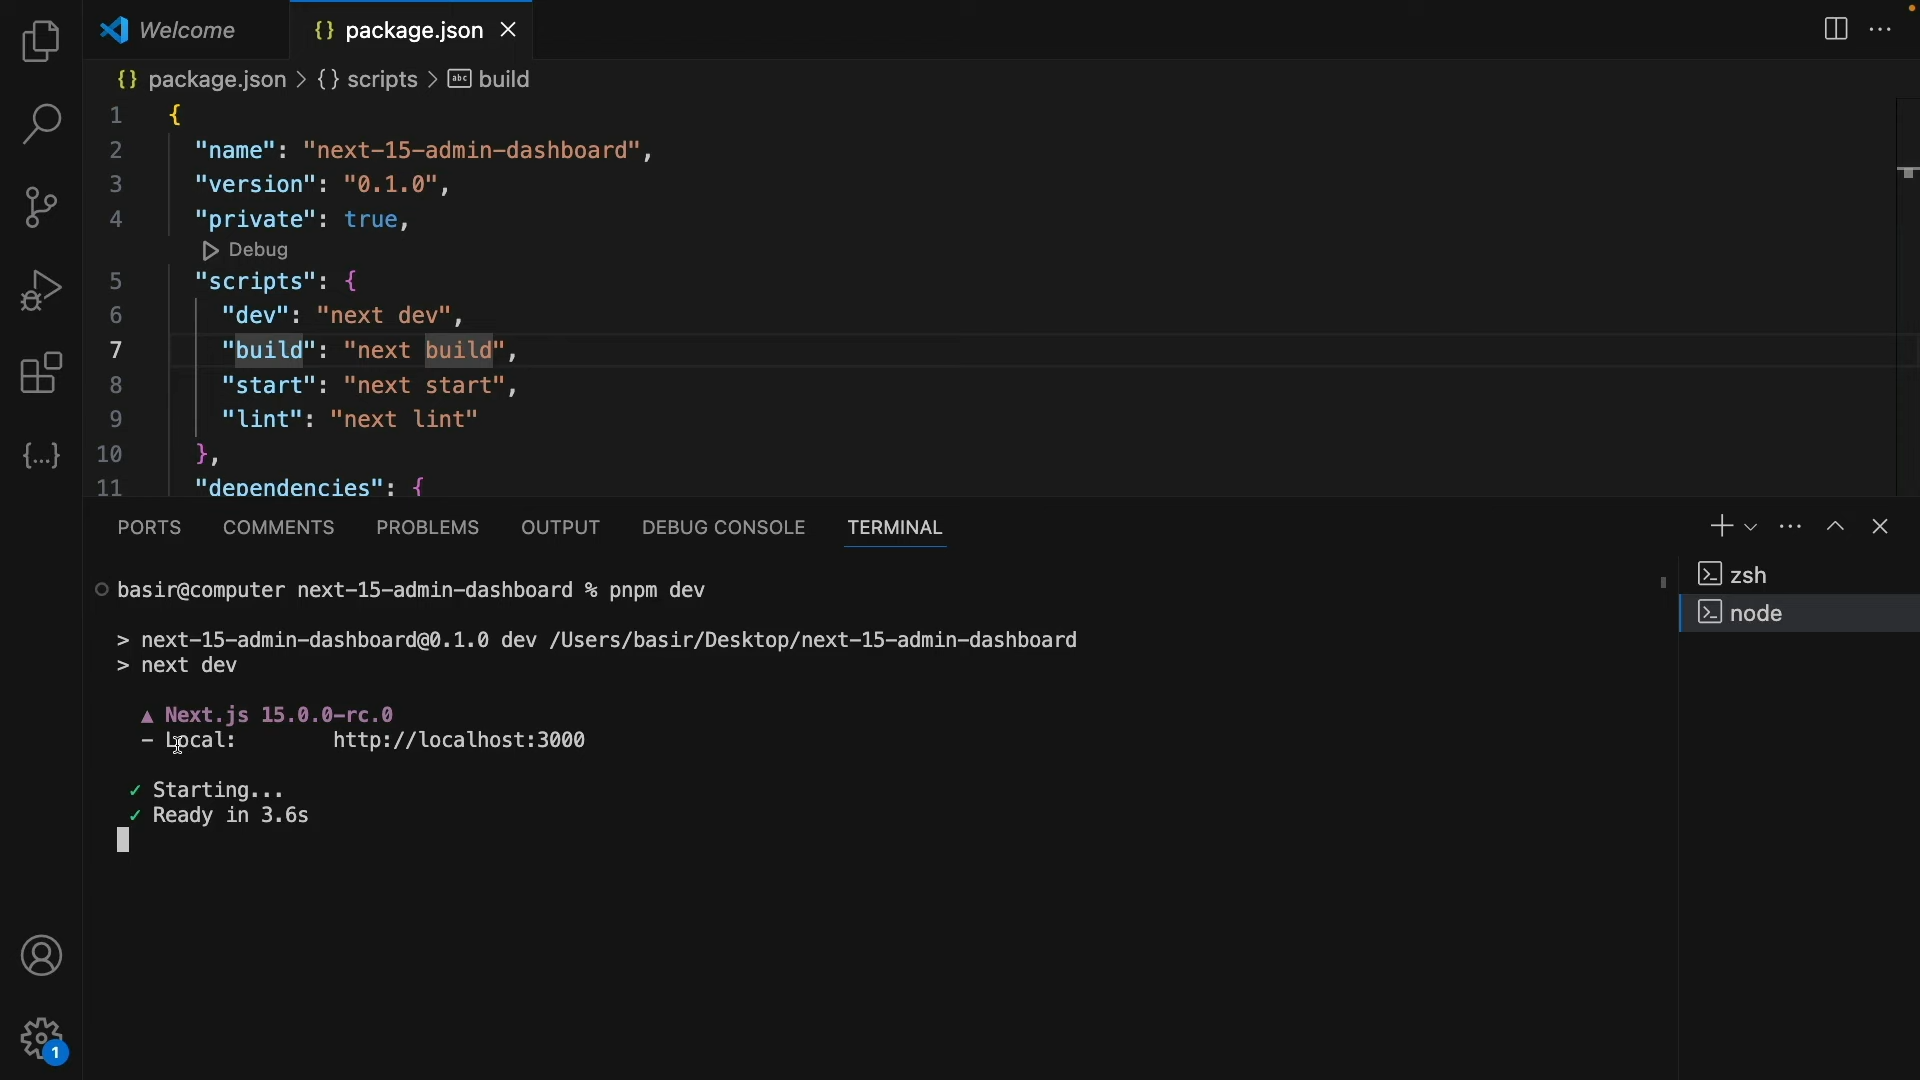 Welcome
{} package.json
{} package.json > {} scripts > abc build
1 {
2 "name": "next-15-admin-dashboard",
3 "version": "0.1.0",
4 "private": true,
Debug
5 "scripts": {
6 "dev": "next dev",
7 "build": "next build",
8 "start": "next start",
9 "lint": "next lint"
10 },
11 "dependencies": {
{...}
PORTS COMMENTS PROBLEMS OUTPUT DEBUG CONSOLE TERMINAL
basir@computer next-15-admin-dashboard % pnpm dev
> next-15-admin-dashboard@0.1.0 dev /Users/basir/Desktop/next-15-admin-dashboard
> next dev
▲ Next.js 15.0.0-rc.0
- Local: http://localhost:3000
✓ Starting...
✓ Ready in 3.6s
zsh
node
1